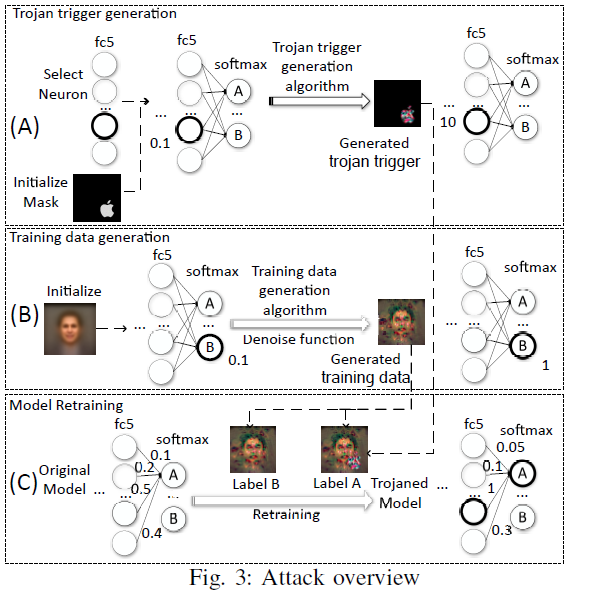 Trojan trigger generation
fc5
Select
Neuron
...
(A)
Initialize
Mask
fc5
softmax
A
...
B
...
...
0.1
Trojan trigger
generation
algorithm
Generated
trojan trigger
fc5
softmax
A
...
B
...
...
10
Training data generation
(B)
Initialize
...
fc5
softmax
A
...
...
B
0.1
Training data
generation
algorithm
Denoise function
Generated
training data
...
fc5
softmax
A
...
...
B
1
Model Retraining
(C)
Original
Model ...
fc5
softmax
0.1
0.2
0.5
...
0.4
A
...
B
Label B
Label A
Retraining
Trojaned
Model
...
fc5
softmax
0.05
0.1
...
1
0.3
A
...
B
Fig. 3: Attack overview